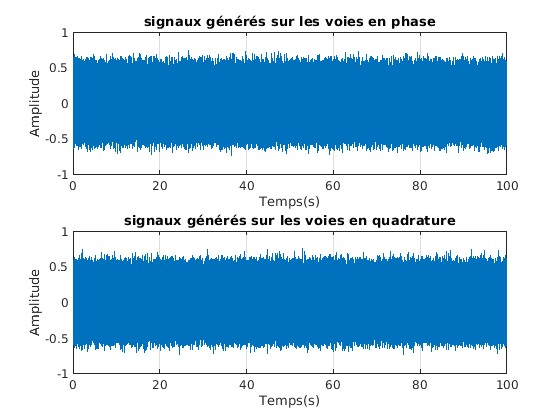 signaux générés sur les voies en phase
1
0.5
0
-0.5
-1
Amplitude
0 20 40 60 80 100
Temps(s)
signaux générés sur les voies en quadrature
1
0.5
0
-0.5
-1
Amplitude
0 20 40 60 80 100
Temps(s)